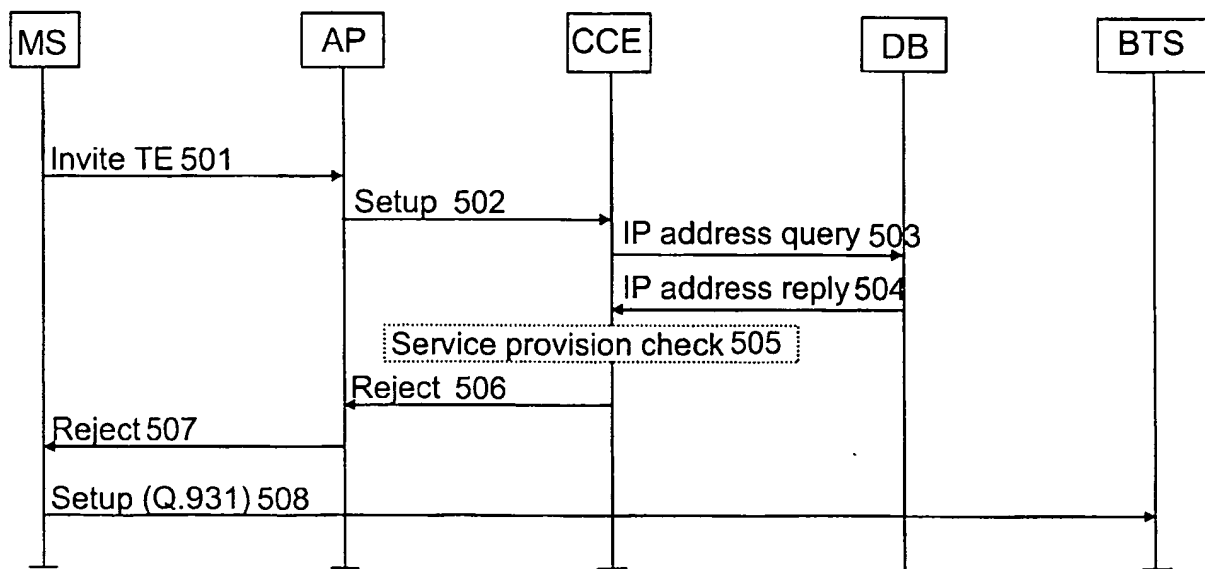 MS AP CCE DB BTS
Invite TE 501
Setup 502
IP address query 503
IP address reply 504
Service provision check 505
Reject 506
Reject 507
Setup (Q.931) 508